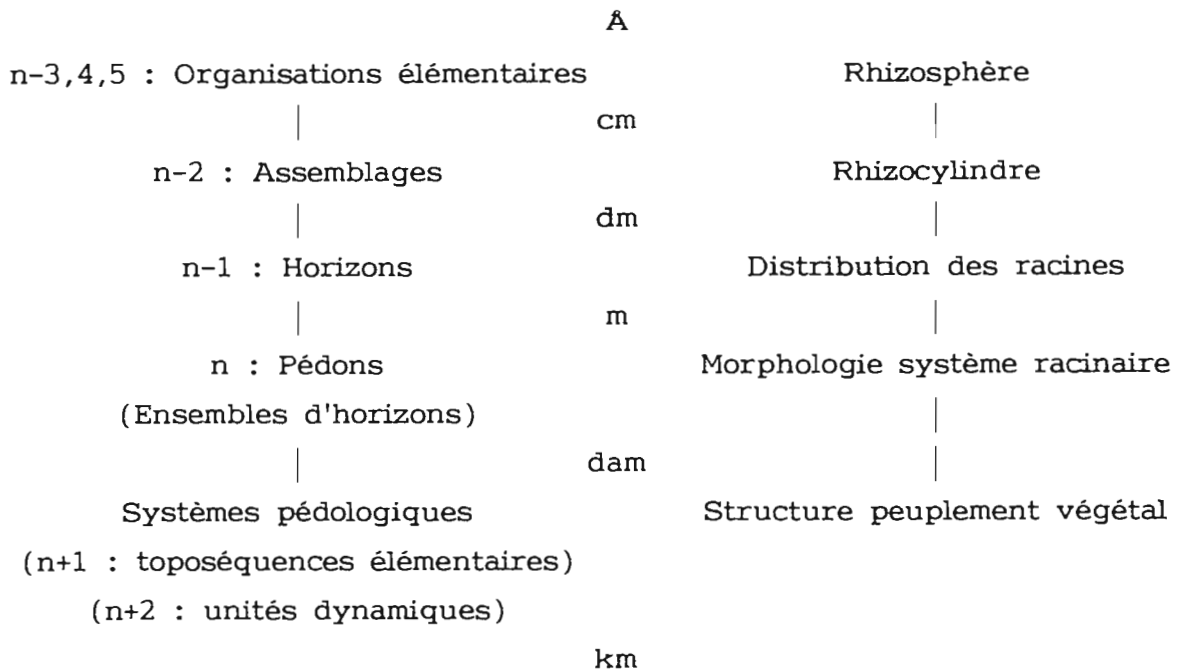 Å
n-3,4,5 : Organisations élémentaires Rhizosphère
cm
n-2 : Assemblages Rhizocylindre
dm
n-1 : Horizons Distribution des racines
m
n : Pédons Morphologie système racinaire
(Ensembles d'horizons)
dam
Systèmes pédologiques Structure peuplement végétal
(n+1 : toposéquences élémentaires)
(n+2 : unités dynamiques)
km